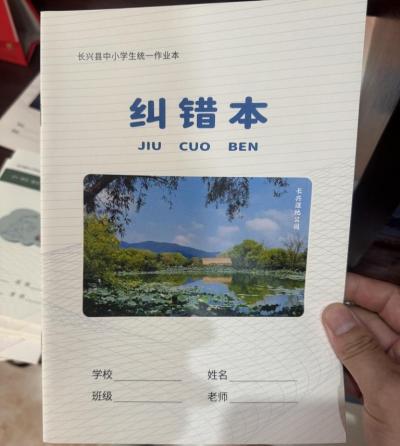 长兴县中小学生统一作业本
纠错本
JIU CUO BEN
长兴湿地公园
学校
姓名
班级
老师